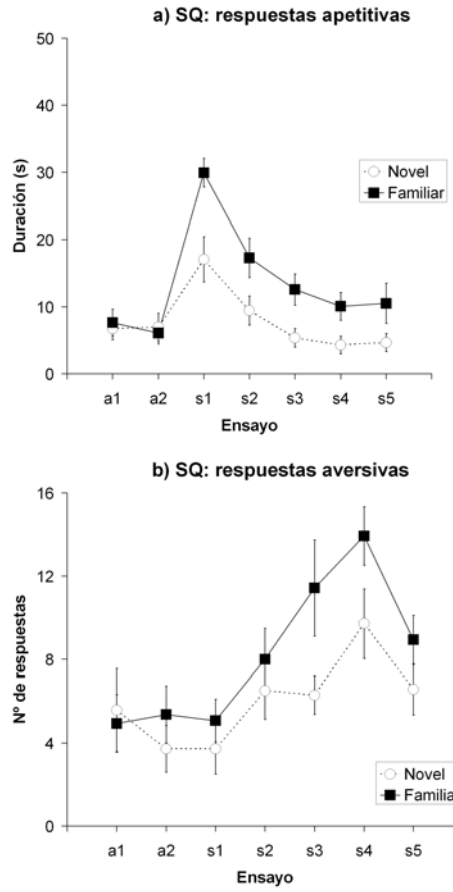 a) SQ: respuestas apetitivas
50
40
30
20
10
0
Duración (s)
Novel
Familiar
a1 a2 s1 s2 s3 s4 s5
Ensayo
b) SQ: respuestas aversivas
16
12
8
4
0
Nº de respuestas
Novel
Familia
a1 a2 s1 s2 s3 s4 s5
Ensayo